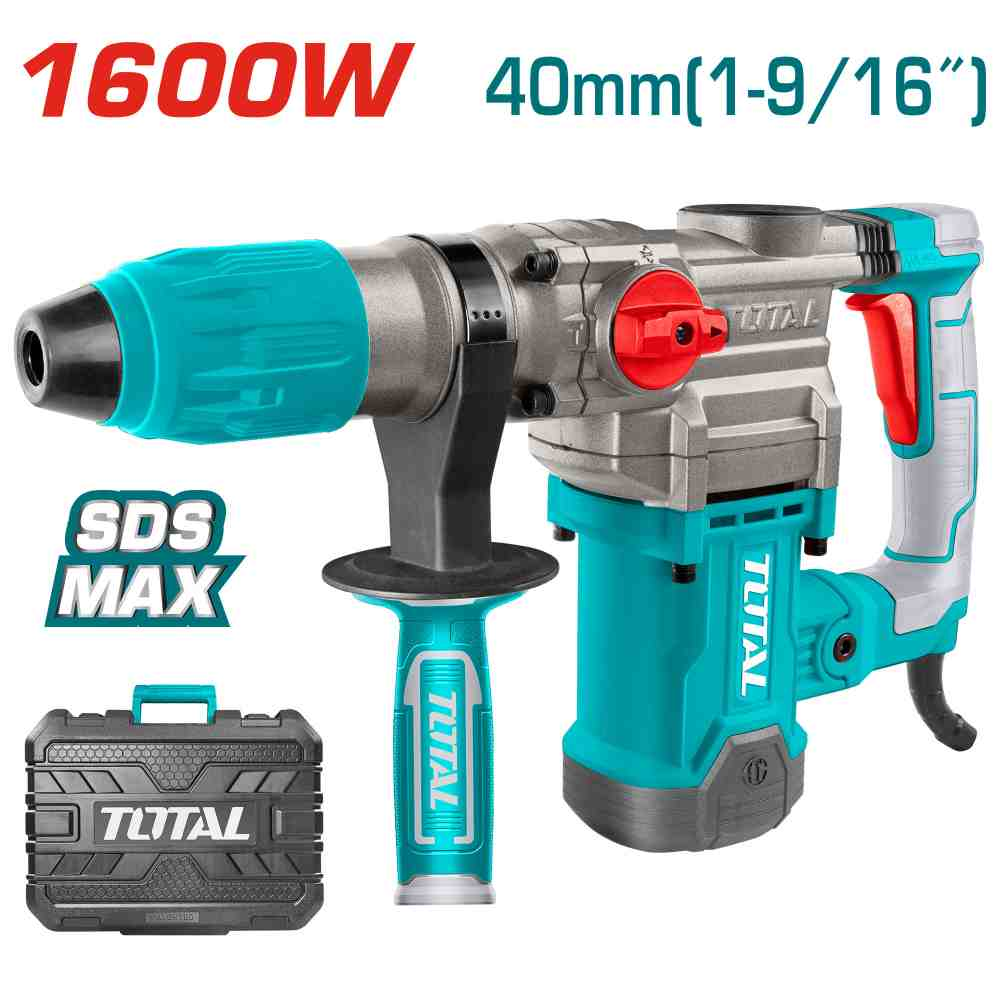 1600W
40mm(1-9/16″)
TOTAL
SDS
MAX
TOTAL
TOTAL
TOTAL